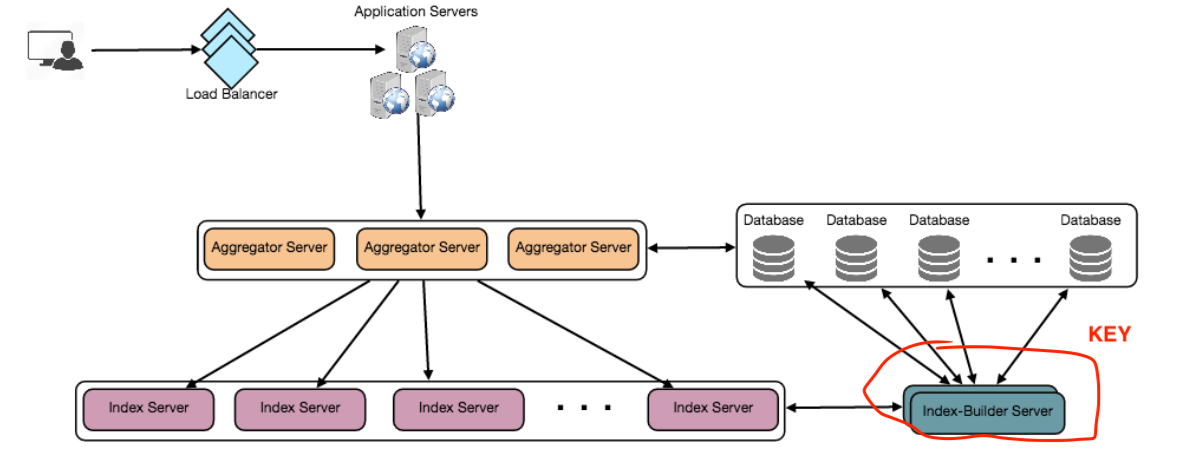 Application Servers
Load Balancer
Database
Database
Database
Database
Aggregator Server
Aggregator Server
Aggregator Server
KEY
Index Server
Index Server
Index Server
Index Server
Index-Builder Server